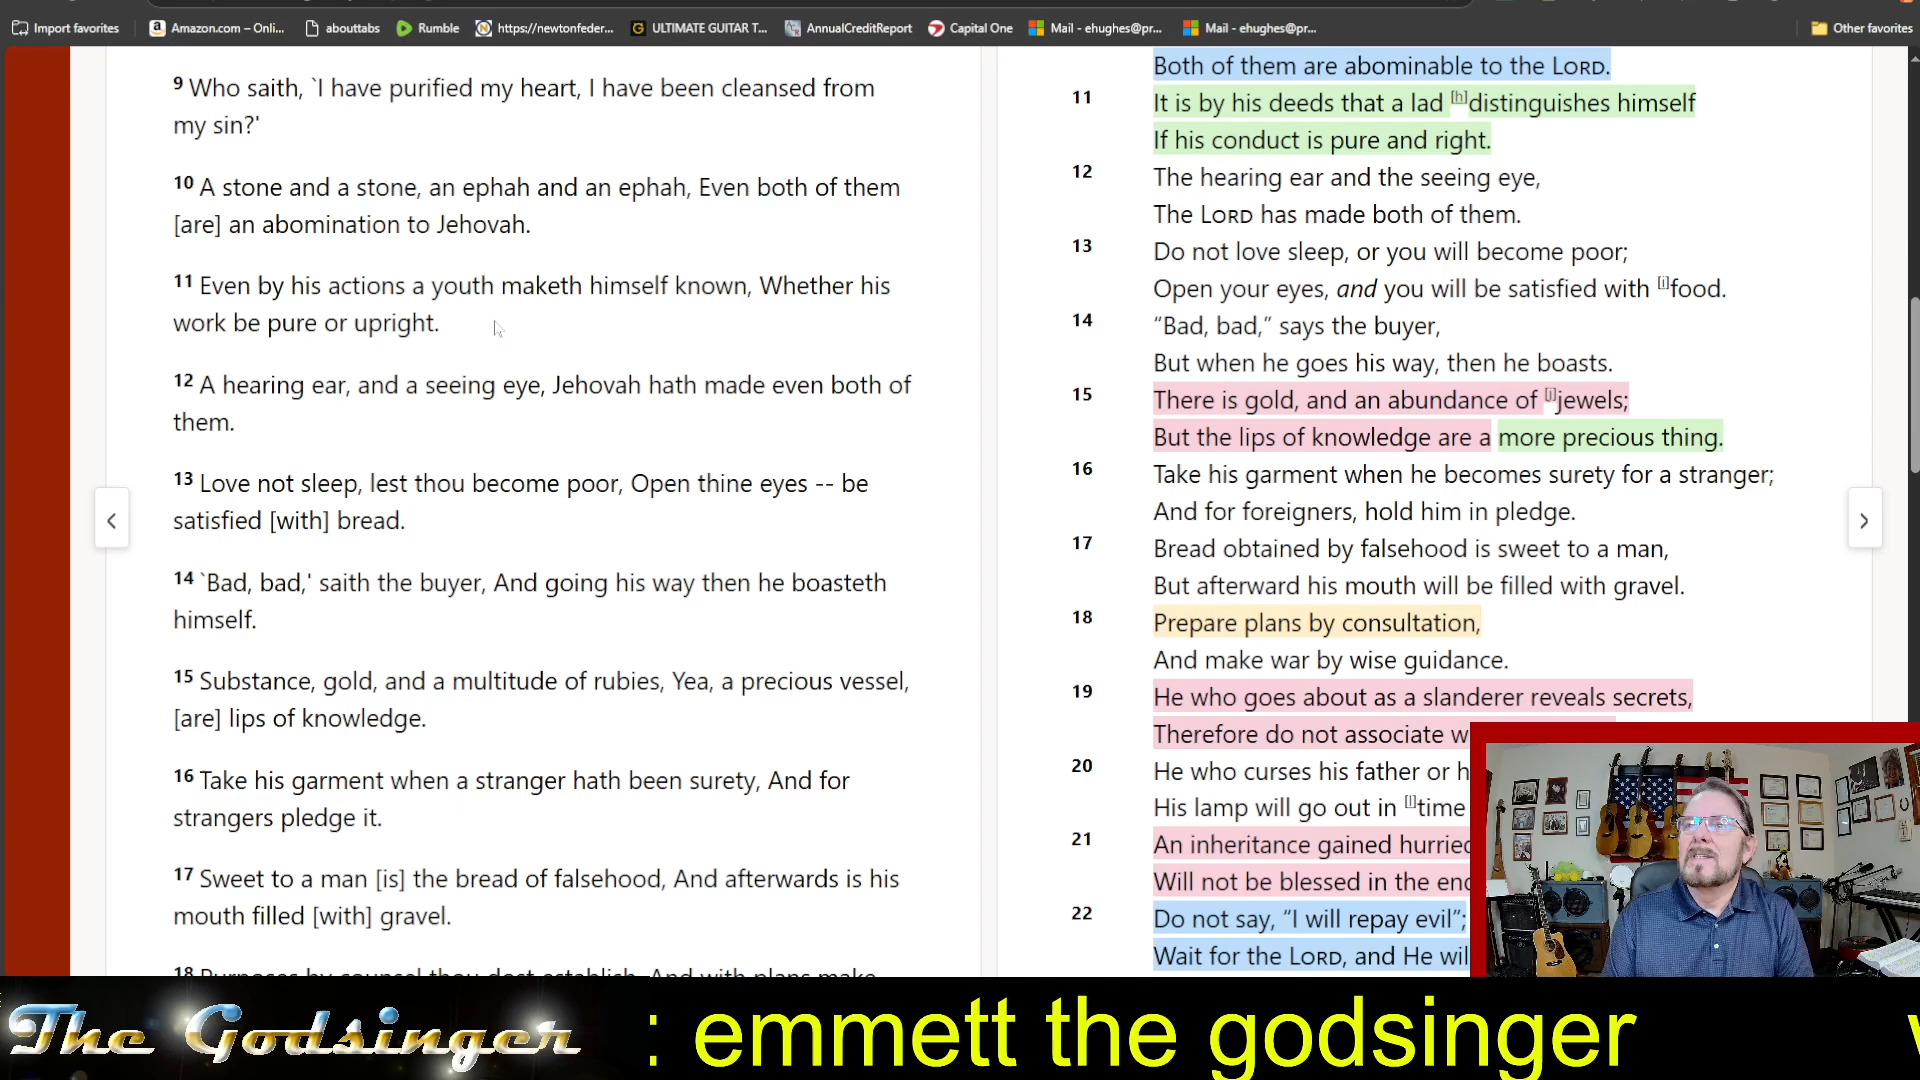 Import favorites
Amazon.com – Onli...
abouttabs
Rumble
https://newtonfeder...
ULTIMATE GUITAR T...
AnnualCreditReport
Capital One
Mail - ehughes@pr...
Mail - ehughes@pr...
Other favorites
9 Who saith, `I have purified my heart, I have been cleansed from
my sin?'
10 A stone and a stone, an ephah and an ephah, Even both of them
[are] an abomination to Jehovah.
11 Even by his actions a youth maketh himself known, Whether his
work be pure or upright.
12 A hearing ear, and a seeing eye, Jehovah hath made even both of
them.
13 Love not sleep, lest thou become poor, Open thine eyes -- be
satisfied [with] bread.
14 `Bad, bad,' saith the buyer, And going his way then he boasteth
himself.
15 Substance, gold, and a multitude of rubies, Yea, a precious vessel,
[are] lips of knowledge.
16 Take his garment when a stranger hath been surety, And for
strangers pledge it.
17 Sweet to a man [is] the bread of falsehood, And afterwards is his
mouth filled [with] gravel.
18 Purposes by counsel thou dost establish, And with plans make
Both of them are abominable to the LORD.
11 It is by his deeds that a lad [h]distinguishes himself
If his conduct is pure and right.
12 The hearing ear and the seeing eye,
The LORD has made both of them.
13 Do not love sleep, or you will become poor;
Open your eyes, and you will be satisfied with [i]food.
14 “Bad, bad,” says the buyer,
But when he goes his way, then he boasts.
15 There is gold, and an abundance of [j]jewels;
But the lips of knowledge are a more precious thing.
16 Take his garment when he becomes surety for a stranger;
And for foreigners, hold him in pledge.
17 Bread obtained by falsehood is sweet to a man,
But afterward his mouth will be filled with gravel.
18 Prepare plans by consultation,
And make war by wise guidance.
19 He who goes about as a slanderer reveals secrets,
Therefore do not associate w
20 He who curses his father or h
His lamp will go out in [l]time
21 An inheritance gained hurried
Will not be blessed in the end
22 Do not say, “I will repay evil”;
Wait for the LORD, and He wil
The Godsinger
: emmett the godsinger